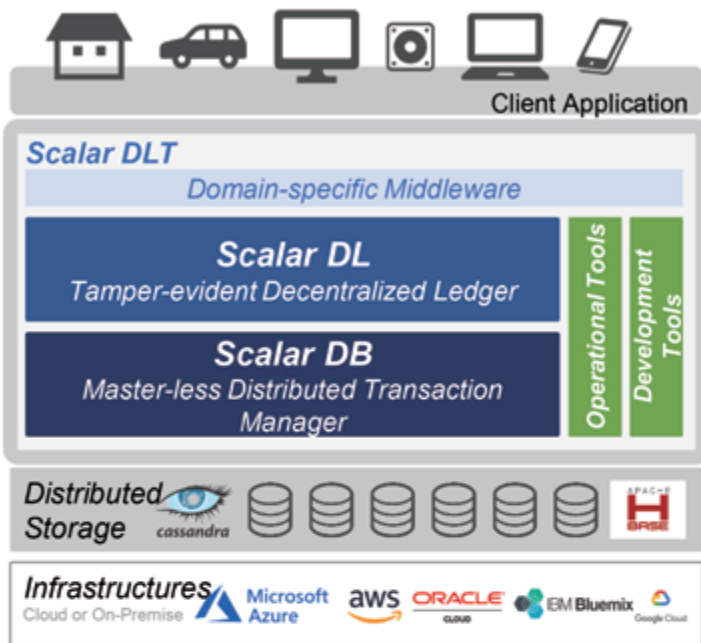 Client Application
Scalar DLT
Domain-specific Middleware
Scalar DL
Tamper-evident Decentralized Ledger
Scalar DB
Master-less Distributed Transaction
Manager
Operational Tools
Development
Tools
Distributed
Storage
cassandra
APACHE
HBASE
Infrastructures
Cloud or On-Premise
Microsoft
Azure
aws
ORACLE
CLOUD
IBM Bluemix
Google Cloud